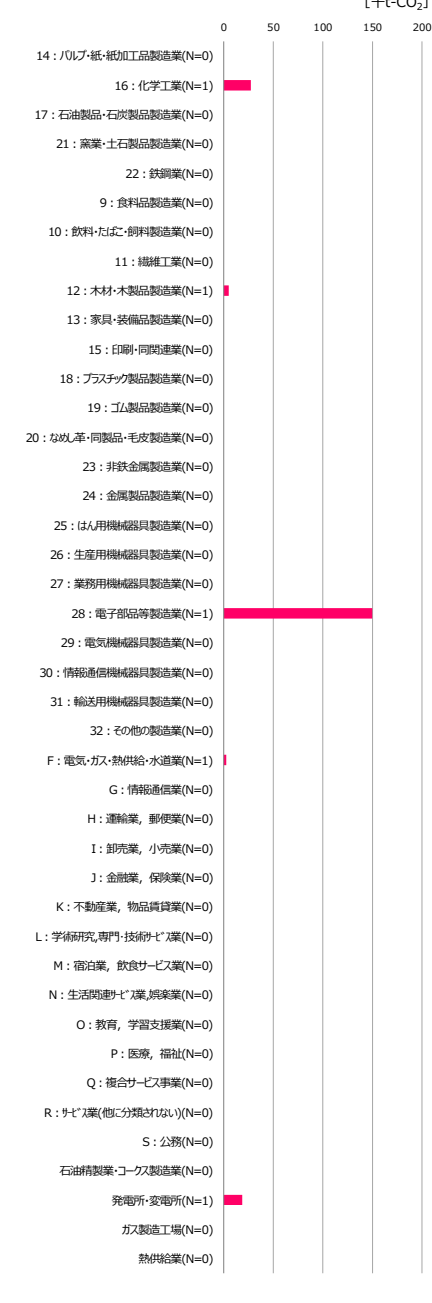 [千t-CO₂]
0 50 100 150 200
14：パルプ・紙・紙加工品製造業(N=0)
16：化学工業(N=1)
17：石油製品・石炭製品製造業(N=0)
21：窯業・土石製品製造業(N=0)
22：鉄鋼業(N=0)
9：食料品製造業(N=0)
10：飲料・たばこ・飼料製造業(N=0)
11：繊維工業(N=0)
12：木材・木製品製造業(N=1)
13：家具・装備品製造業(N=0)
15：印刷・同関連業(N=0)
18：プラスチック製品製造業(N=0)
19：ゴム製品製造業(N=0)
20：なめし革・同製品・毛皮製造業(N=0)
23：非鉄金属製造業(N=0)
24：金属製品製造業(N=0)
25：はん用機械器具製造業(N=0)
26：生産用機械器具製造業(N=0)
27：業務用機械器具製造業(N=0)
28：電子部品等製造業(N=1)
29：電気機械器具製造業(N=0)
30：情報通信機械器具製造業(N=0)
31：輸送用機械器具製造業(N=0)
32：その他の製造業(N=0)
F：電気・ガス・熱供給・水道業(N=1)
G：情報通信業(N=0)
H：運輸業，郵便業(N=0)
I：卸売業，小売業(N=0)
J：金融業，保険業(N=0)
K：不動産業，物品賃貸業(N=0)
L：学術研究,専門・技術ｻｰﾋﾞｽ業(N=0)
M：宿泊業，飲食サービス業(N=0)
N：生活関連ｻｰﾋﾞｽ業,娯楽業(N=0)
O：教育，学習支援業(N=0)
P：医療，福祉(N=0)
Q：複合サービス事業(N=0)
R：ｻｰﾋﾞｽ業(他に分類されない)(N=0)
S：公務(N=0)
石油精製業・コークス製造業(N=0)
発電所・変電所(N=1)
ガス製造工場(N=0)
熱供給業(N=0)